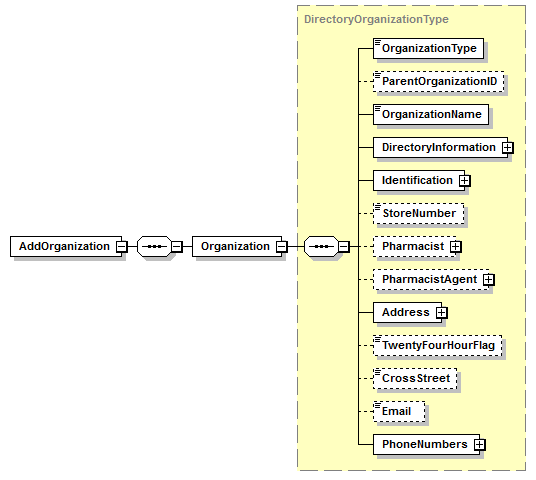 DirectoryOrganizationType
OrganizationType
ParentOrganizationID
OrganizationName
DirectoryInformation
Identification
StoreNumber
AddOrganization
Organization
Pharmacist
PharmacistAgent
Address
TwentyFourHourFlag
CrossStreet
Email
PhoneNumbers